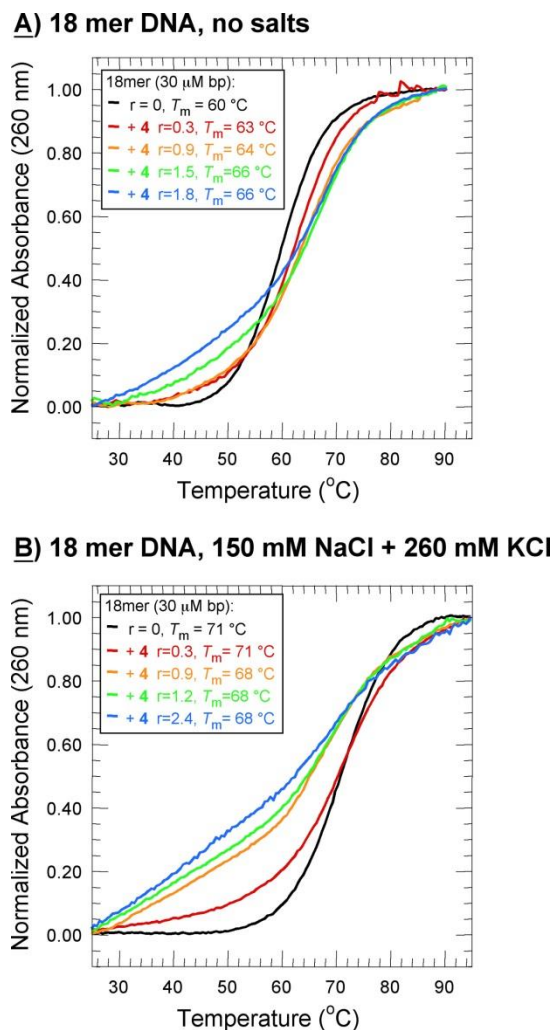 A) 18 mer DNA, no salts
18mer (30 μM bp):
r = 0, Tm= 60 °C
+ 4 r=0.3, Tm= 63 °C
+ 4 r=0.9, Tm= 64 °C
+ 4 r=1.5, Tm=66 °C
+ 4 r=1.8, Tm= 66 °C
1.00
0.80
0.60
0.40
0.20
0.00
Normalized Absorbance (260 nm)
30 40 50 60 70 80 90
Temperature (°C)
B) 18 mer DNA, 150 mM NaCl + 260 mM KCl
18mer (30 μM bp):
r = 0, Tm= 71 °C
+ 4 r=0.3, Tm= 71 °C
+ 4 r=0.9, Tm= 68 °C
+ 4 r=1.2, Tm=68 °C
+ 4 r=2.4, Tm= 68 °C
1.00
0.80
0.60
0.40
0.20
0.00
Normalized Absorbance (260 nm)
30 40 50 60 70 80 90
Temperature (°C)